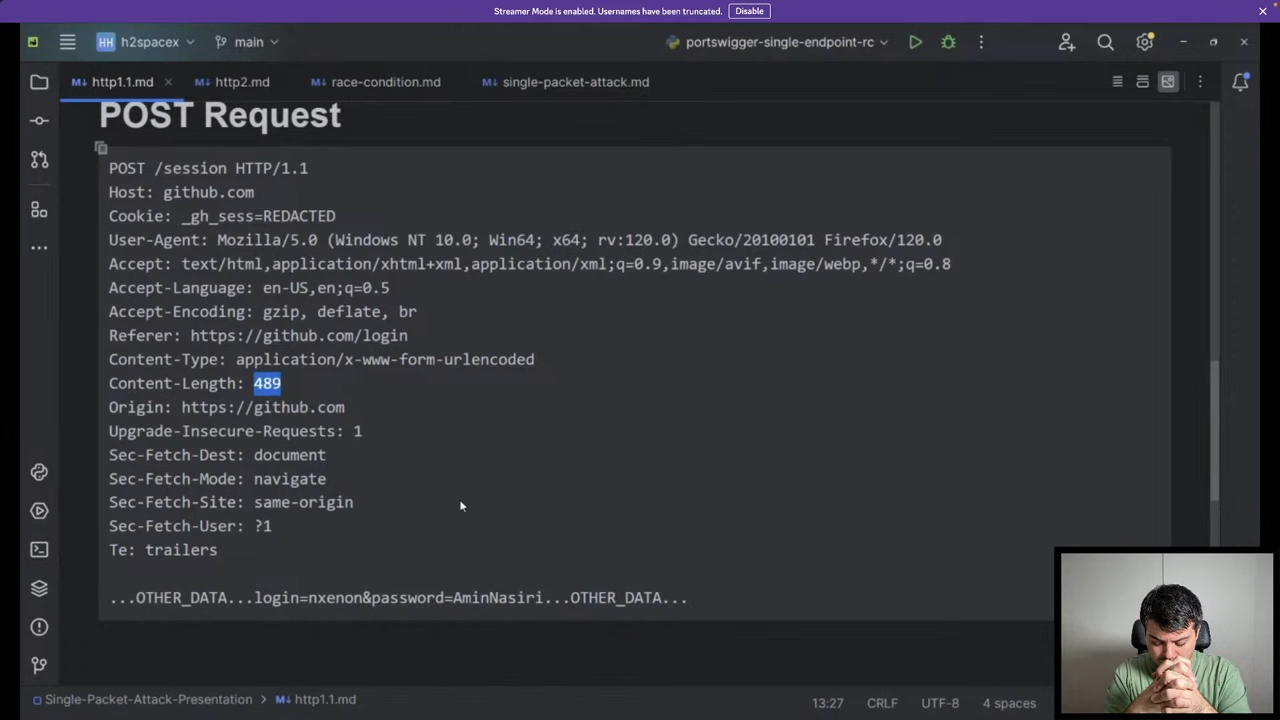 Streamer Mode is enabled. Usernames have been truncated. Disable
HH h2spacex main portswigger-single-endpoint-rc
http1.1.md http2.md race-condition.md single-packet-attack.md
POST Request
POST /session HTTP/1.1
Host: github.com
Cookie: _gh_sess=REDACTED
User-Agent: Mozilla/5.0 (Windows NT 10.0; Win64; x64; rv:120.0) Gecko/20100101 Firefox/120.0
Accept: text/html,application/xhtml+xml,application/xml;q=0.9,image/avif,image/webp,*/*;q=0.8
Accept-Language: en-US,en;q=0.5
Accept-Encoding: gzip, deflate, br
Referer: https://github.com/login
Content-Type: application/x-www-form-urlencoded
Content-Length: 489
Origin: https://github.com
Upgrade-Insecure-Requests: 1
Sec-Fetch-Dest: document
Sec-Fetch-Mode: navigate
Sec-Fetch-Site: same-origin
Sec-Fetch-User: ?1
Te: trailers
...OTHER_DATA...login=nxenon&password=AminNasiri...OTHER_DATA...
Single-Packet-Attack-Presentation > http1.1.md 13:27 CRLF UTF-8 4 spaces